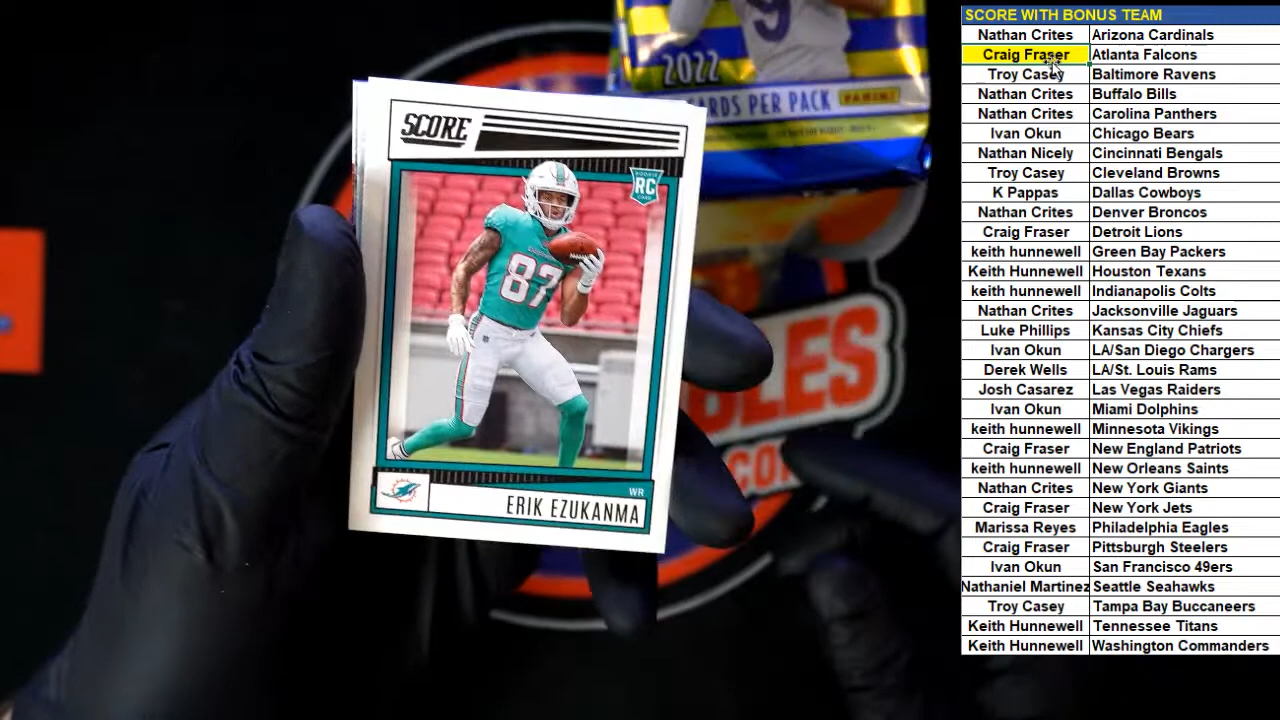 2022
CARDS PER PACK PANINI
SCORE
ROOKIE
RC
CARD
87
WR
ERIK EZUKANMA
SCORE WITH BONUS TEAM
Nathan Crites Arizona Cardinals
Craig Fraser Atlanta Falcons
Troy Casey Baltimore Ravens
Nathan Crites Buffalo Bills
Nathan Crites Carolina Panthers
Ivan Okun Chicago Bears
Nathan Nicely Cincinnati Bengals
Troy Casey Cleveland Browns
K Pappas Dallas Cowboys
Nathan Crites Denver Broncos
Craig Fraser Detroit Lions
keith hunnewell Green Bay Packers
Keith Hunnewell Houston Texans
keith hunnewell Indianapolis Colts
Nathan Crites Jacksonville Jaguars
Luke Phillips Kansas City Chiefs
Ivan Okun LA/San Diego Chargers
Derek Wells LA/St. Louis Rams
Josh Casarez Las Vegas Raiders
Ivan Okun Miami Dolphins
keith hunnewell Minnesota Vikings
Craig Fraser New England Patriots
keith hunnewell New Orleans Saints
Nathan Crites New York Giants
Craig Fraser New York Jets
Marissa Reyes Philadelphia Eagles
Craig Fraser Pittsburgh Steelers
Ivan Okun San Francisco 49ers
Nathaniel Martinez Seattle Seahawks
Troy Casey Tampa Bay Buccaneers
Keith Hunnewell Tennessee Titans
Keith Hunnewell Washington Commanders